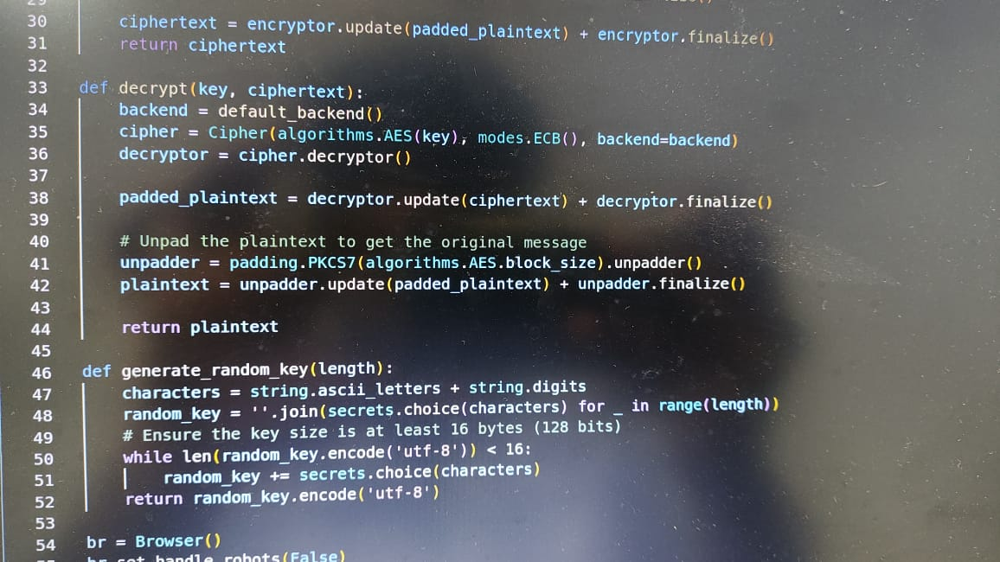 29
30 ciphertext = encryptor.update(padded_plaintext) + encryptor.finalize()
31 return ciphertext
32
33 def decrypt(key, ciphertext):
34 backend = default_backend()
35 cipher = Cipher(algorithms.AES(key), modes.ECB(), backend=backend)
36 decryptor = cipher.decryptor()
37
38 padded_plaintext = decryptor.update(ciphertext) + decryptor.finalize()
39
40 # Unpad the plaintext to get the original message
41 unpadder = padding.PKCS7(algorithms.AES.block_size).unpadder()
42 plaintext = unpadder.update(padded_plaintext) + unpadder.finalize()
43
44 return plaintext
45
46 def generate_random_key(length):
47 characters = string.ascii_letters + string.digits
48 random_key = ''.join(secrets.choice(characters) for _ in range(length))
49 # Ensure the key size is at least 16 bytes (128 bits)
50 while len(random_key.encode('utf-8')) < 16:
51 random_key += secrets.choice(characters)
52 return random_key.encode('utf-8')
53
54 br = Browser()
br.set_handle_robots(False)